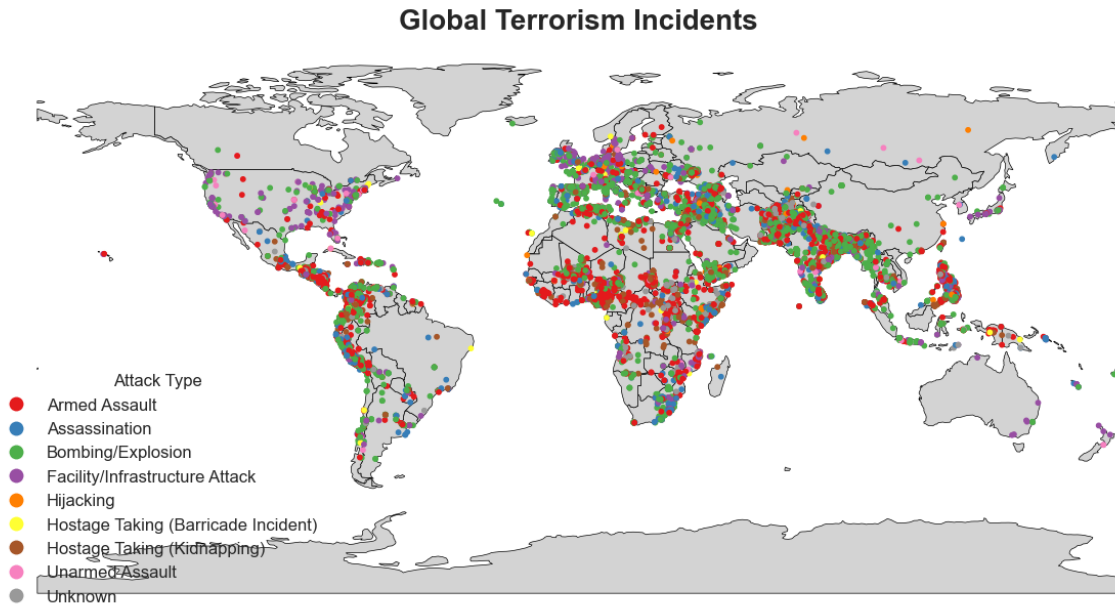 Global Terrorism Incidents
Attack Type
Armed Assault
Assassination
Bombing/Explosion
Facility/Infrastructure Attack
Hijacking
Hostage Taking (Barricade Incident)
Hostage Taking (Kidnapping)
Unarmed Assault
Unknown